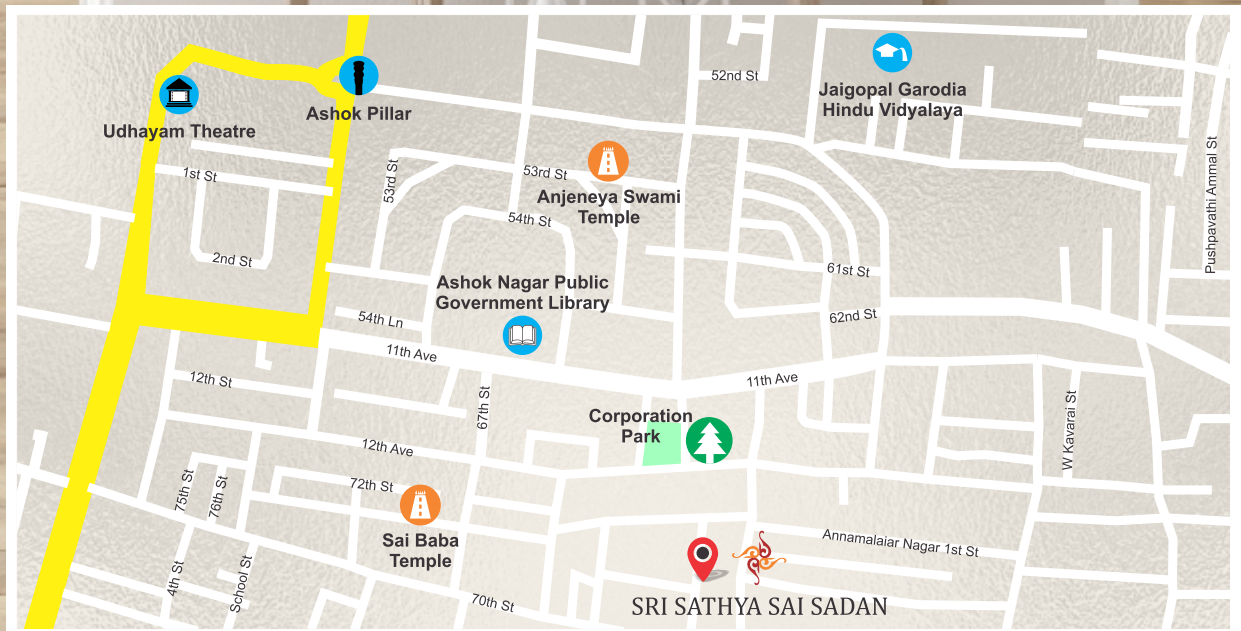 52nd St
Jaigopal Garodia
Hindu Vidyalaya
Ashok Pillar
Udhayam Theatre
1st St
53rd St
53rd St
Anjeneya Swami
Temple
54th St
Pushpavathi Ammal St
2nd St
61st St
Ashok Nagar Public
Government Library
54th Ln
62nd St
11th Ave
11th Ave
12th St
67th St
Corporation
Park
W Kavarai St
12th Ave
75th St
76th St
72th St
Sai Baba
Temple
Annamalaiar Nagar 1st St
4th St
School St
70th St
SRI SATHYA SAI SADAN